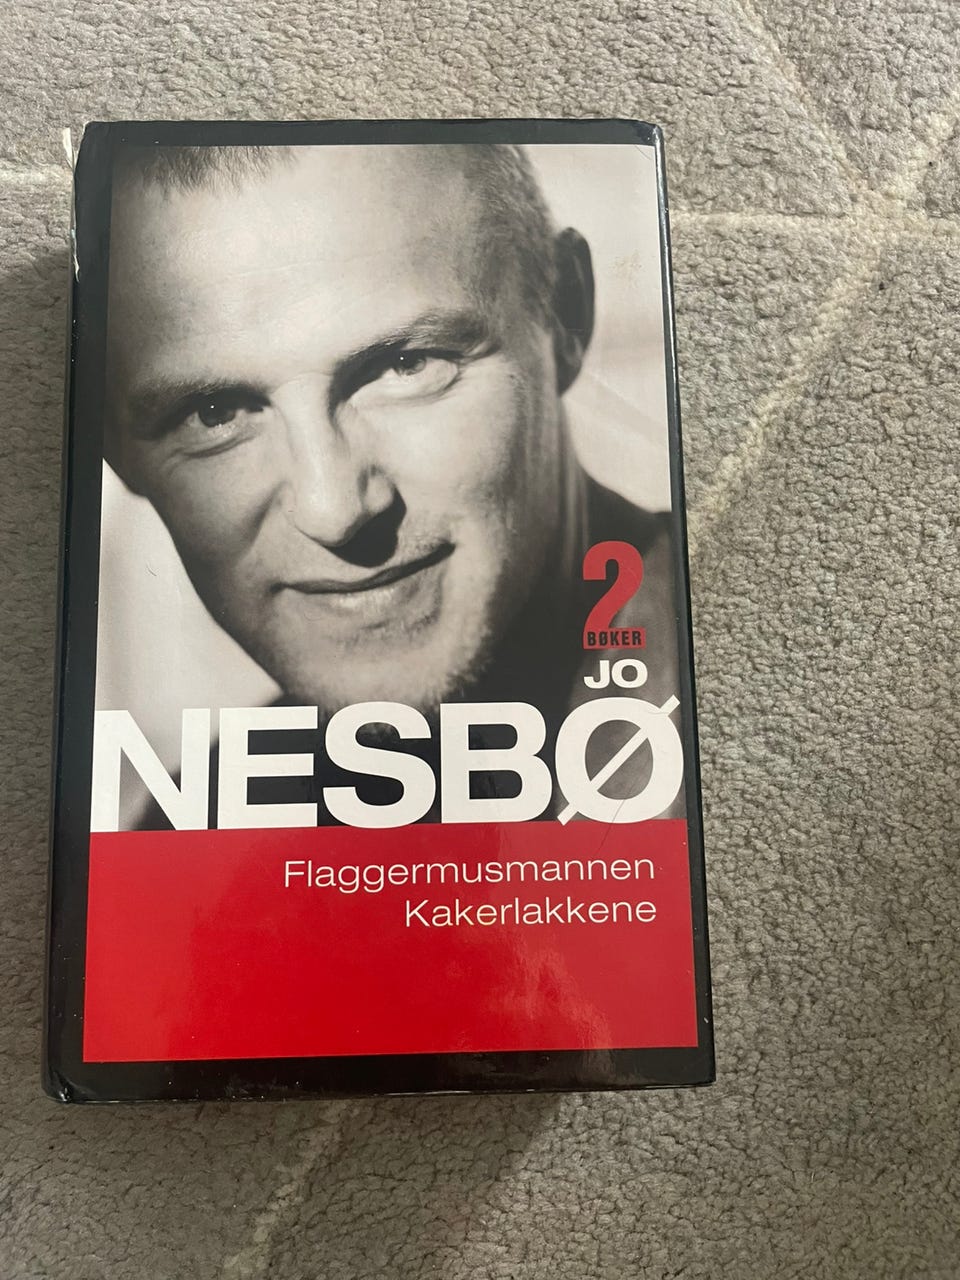 2
BØKER
JO
NESBØ
Flaggermusmannen
Kakerlakkene